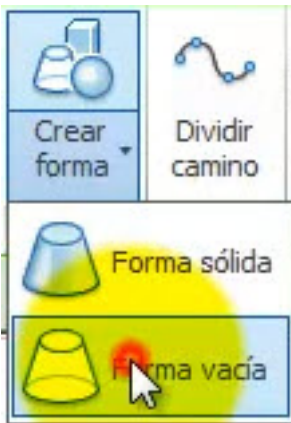 Crear
forma
Dividir
camino
Forma sólida
Forma vacía